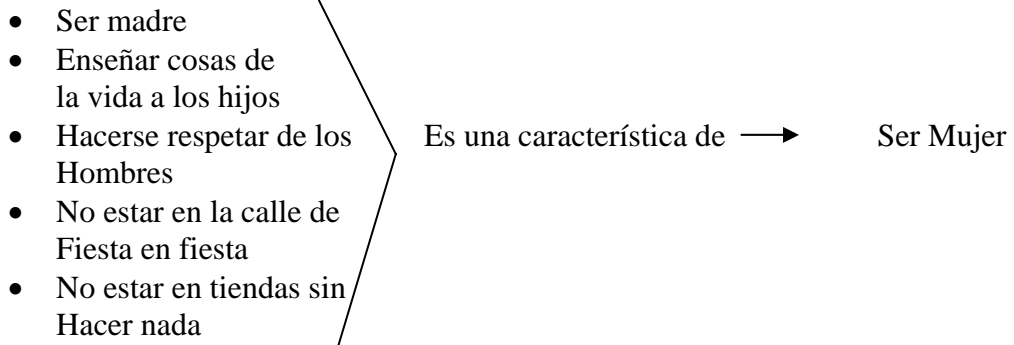 • Ser madre
• Enseñar cosas de
la vida a los hijos
• Hacerse respetar de los
Hombres
• No estar en la calle de
Fiesta en fiesta
• No estar en tiendas sin
Hacer nada
Es una característica de
Ser Mujer